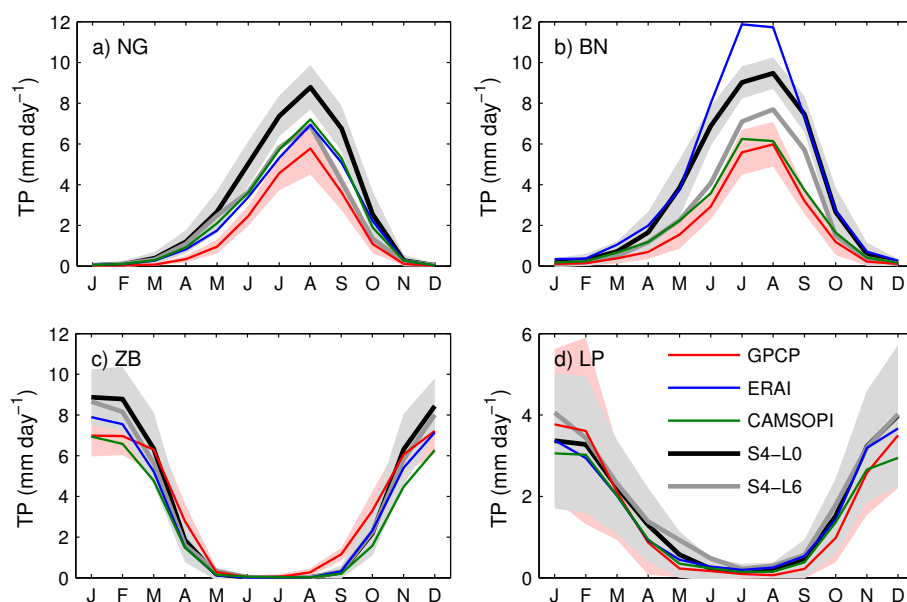 a) NG
TP (mm day⁻¹)
12
10
8
6
4
2
0
J F M A M J J A S O N D
b) BN
TP (mm day⁻¹)
12
10
8
6
4
2
0
J F M A M J J A S O N D
c) ZB
TP (mm day⁻¹)
12
10
8
6
4
2
0
J F M A M J J A S O N D
d) LP
TP (mm day⁻¹)
6
4
2
0
J F M A M J J A S O N D
GPCP
ERAI
CAMSOPI
S4−L0
S4−L6